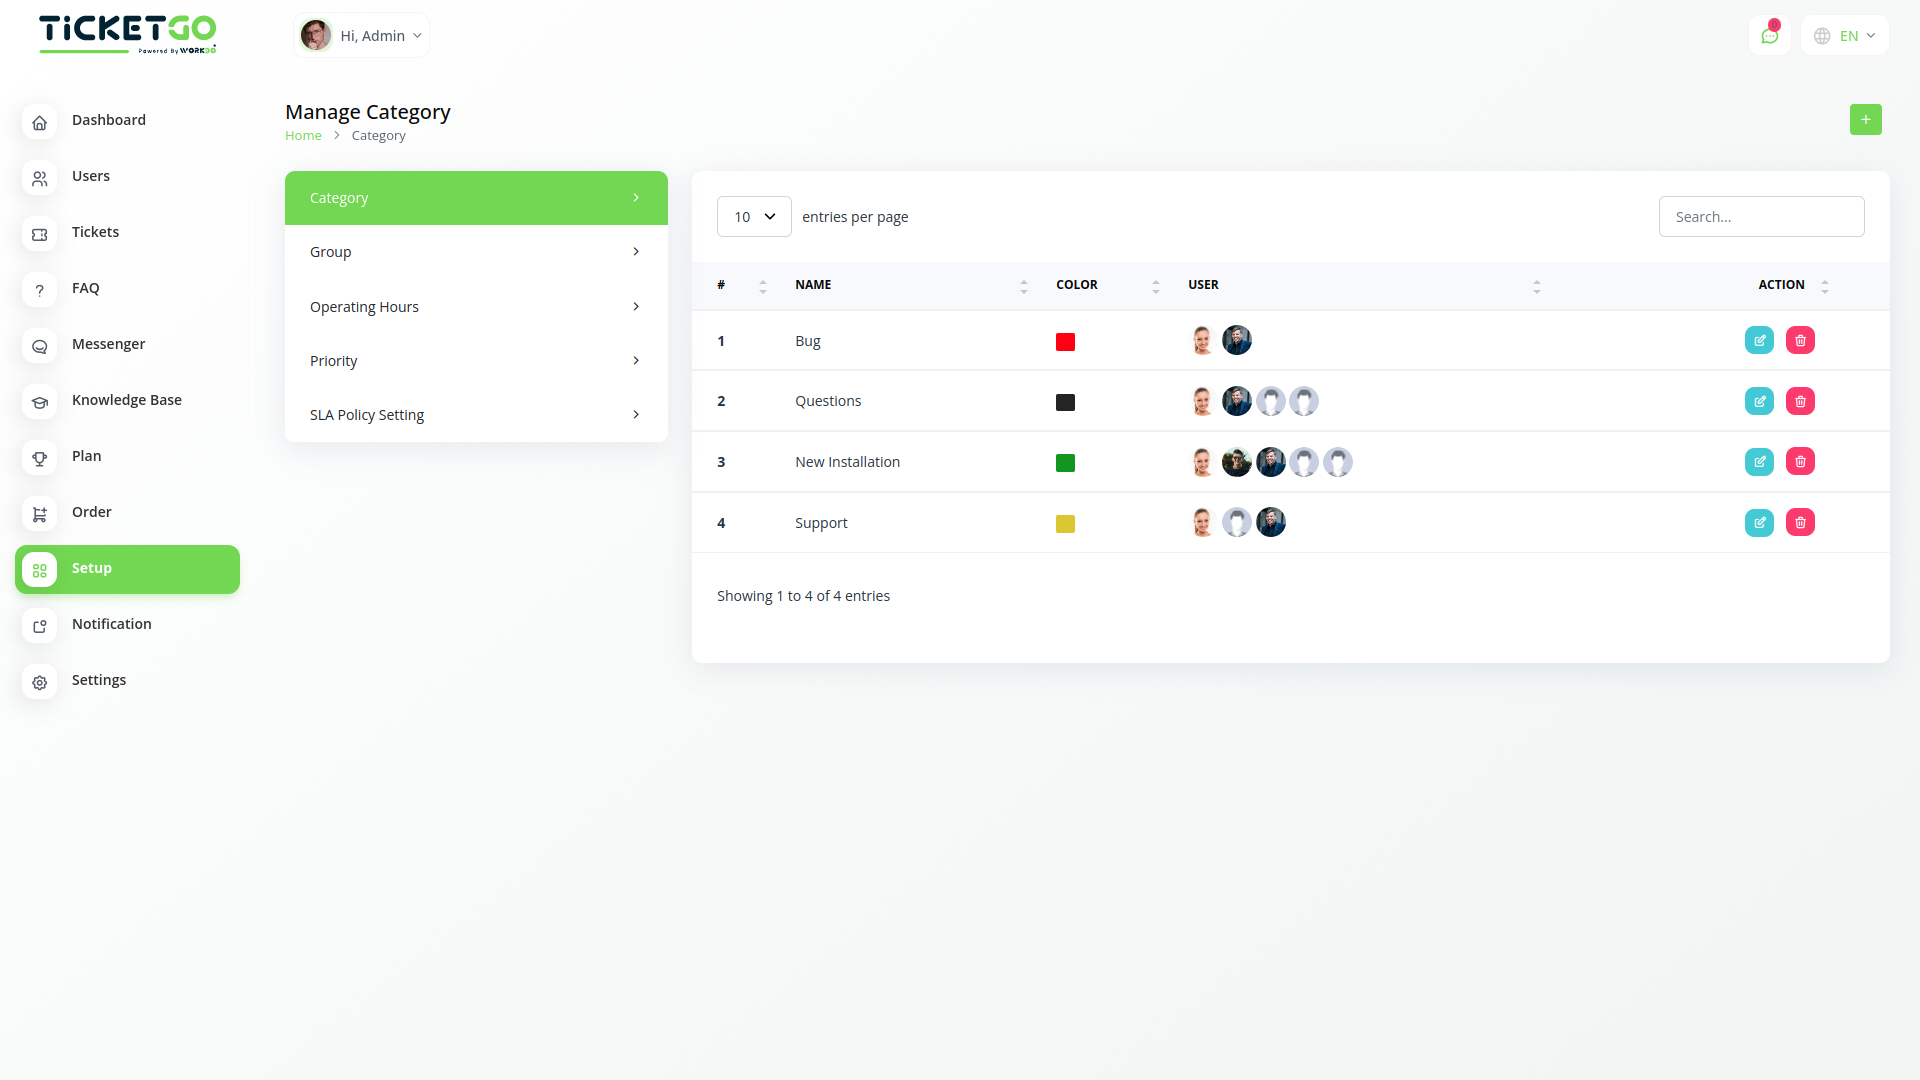 TICKETGO
Powered By WORKDO
Hi, Admin
0
EN
Dashboard
Users
Tickets
FAQ
Messenger
Knowledge Base
Plan
Order
Setup
Notification
Settings
Manage Category
Home > Category
+
Category
Group
Operating Hours
Priority
SLA Policy Setting
10 entries per page
Search...
# NAME COLOR USER ACTION
1 Bug
2 Questions
3 New Installation
4 Support
Showing 1 to 4 of 4 entries